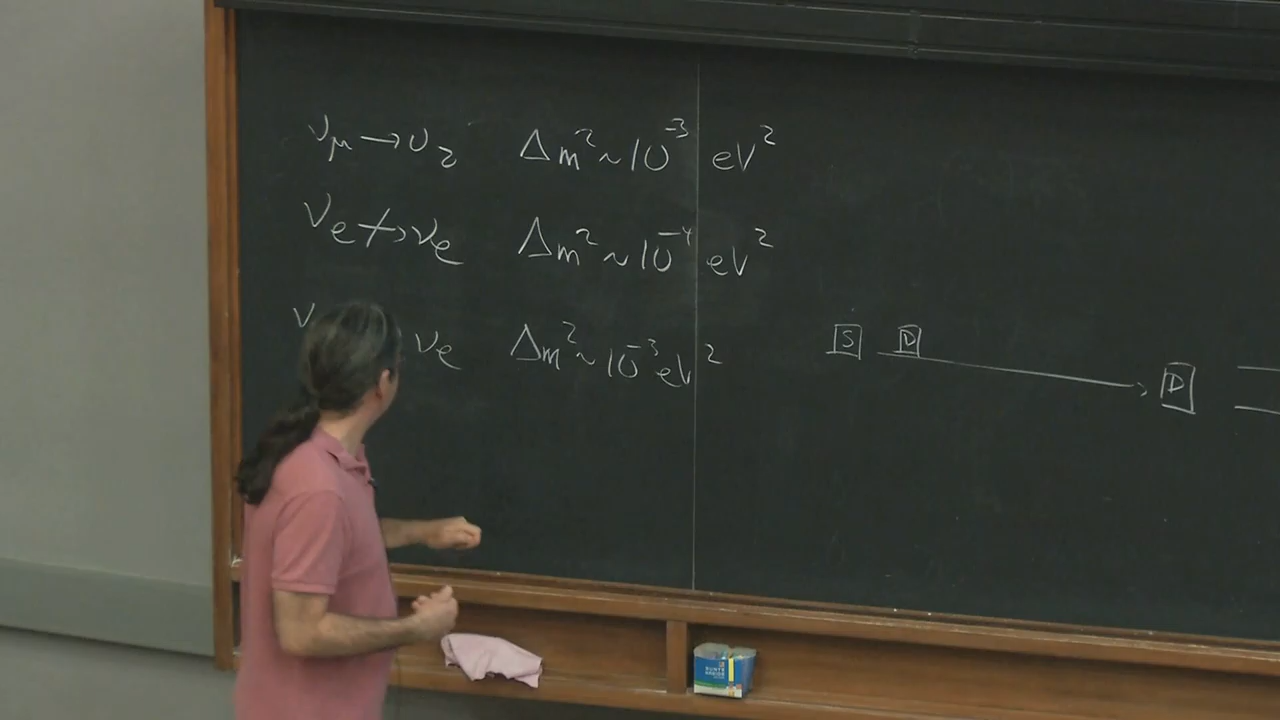 ν_μ → ν_τ Δm² ~ 10⁻³ eV²
ν_e ↛ ν_e Δm² ~ 10⁻⁴ eV²
ν ν_e Δm² ~ 10⁻³ eV²
S D D